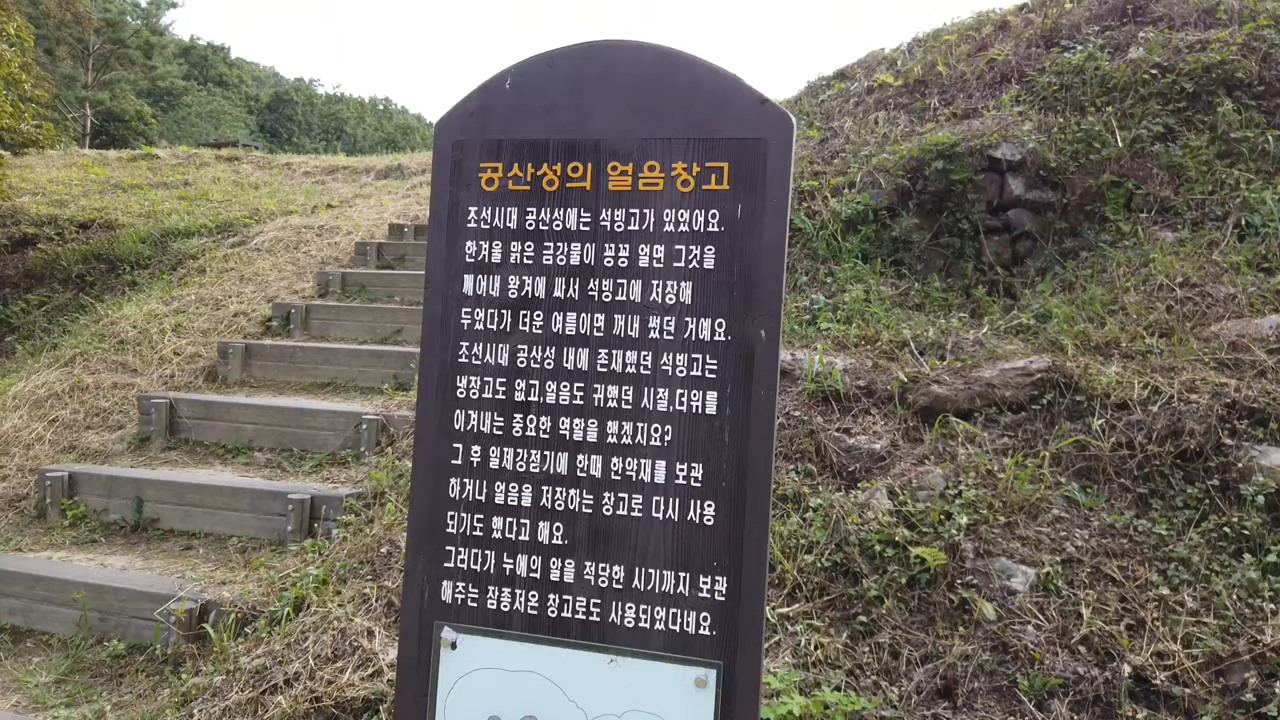 공산성의 얼음창고
조선시대 공산성에는 석빙고가 있었어요.
한겨울 맑은 금강물이 꽁꽁 얼면 그것을
깨어내 왕겨에 싸서 석빙고에 저장해
두었다가 더운 여름이면 꺼내 썼던 거예요.
조선시대 공산성 내에 존재했던 석빙고는
냉장고도 없고,얼음도 귀했던 시절,더위를
이겨내는 중요한 역할을 했겠지요?
그 후 일제강점기에 한때 한약재를 보관
하거나 얼음을 저장하는 창고로 다시 사용
되기도 했다고 해요.
그러다가 누에의 알을 적당한 시기까지 보관
해주는 잠종저온 창고로도 사용되었다네요.